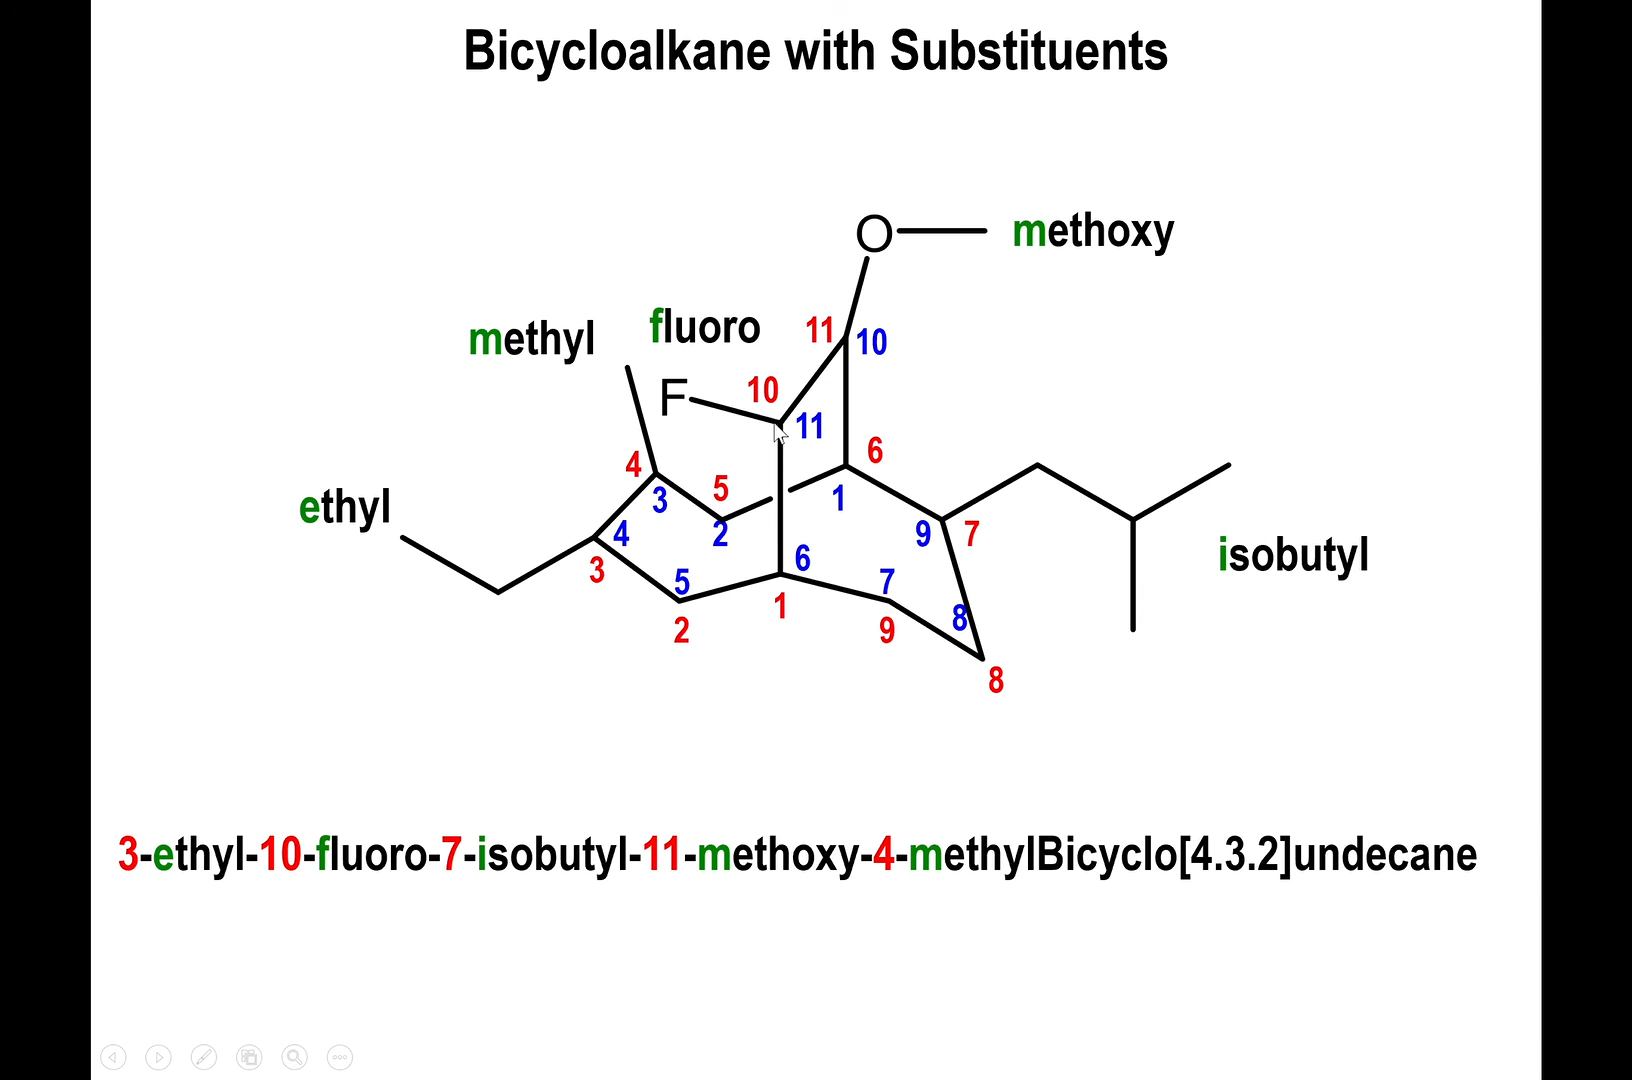 Bicycloalkane with Substituents
O methoxy
methyl fluoro 11 10
F 10 11
4 3 5 2 6 1
ethyl 4 3 9 7
isobutyl
5 2 6 1 7 9 8
8
3-ethyl-10-fluoro-7-isobutyl-11-methoxy-4-methylBicyclo[4.3.2]undecane